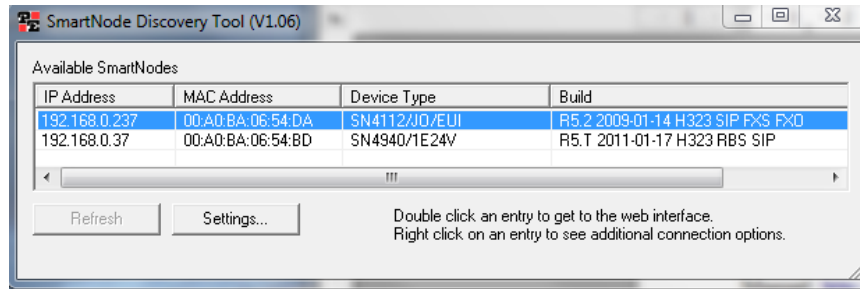 SmartNode Discovery Tool (V1.06)
Available SmartNodes
IP Address MAC Address Device Type Build
192.168.0.237 00:A0:BA:06:54:DA SN4112/JO/EUI R5.2 2009-01-14 H323 SIP FXS FXO
192.168.0.37 00:A0:BA:06:54:BD SN4940/1E24V R5.T 2011-01-17 H323 RBS SIP
Refresh Settings... Double click an entry to get to the web interface.
Right click on an entry to see additional connection options.